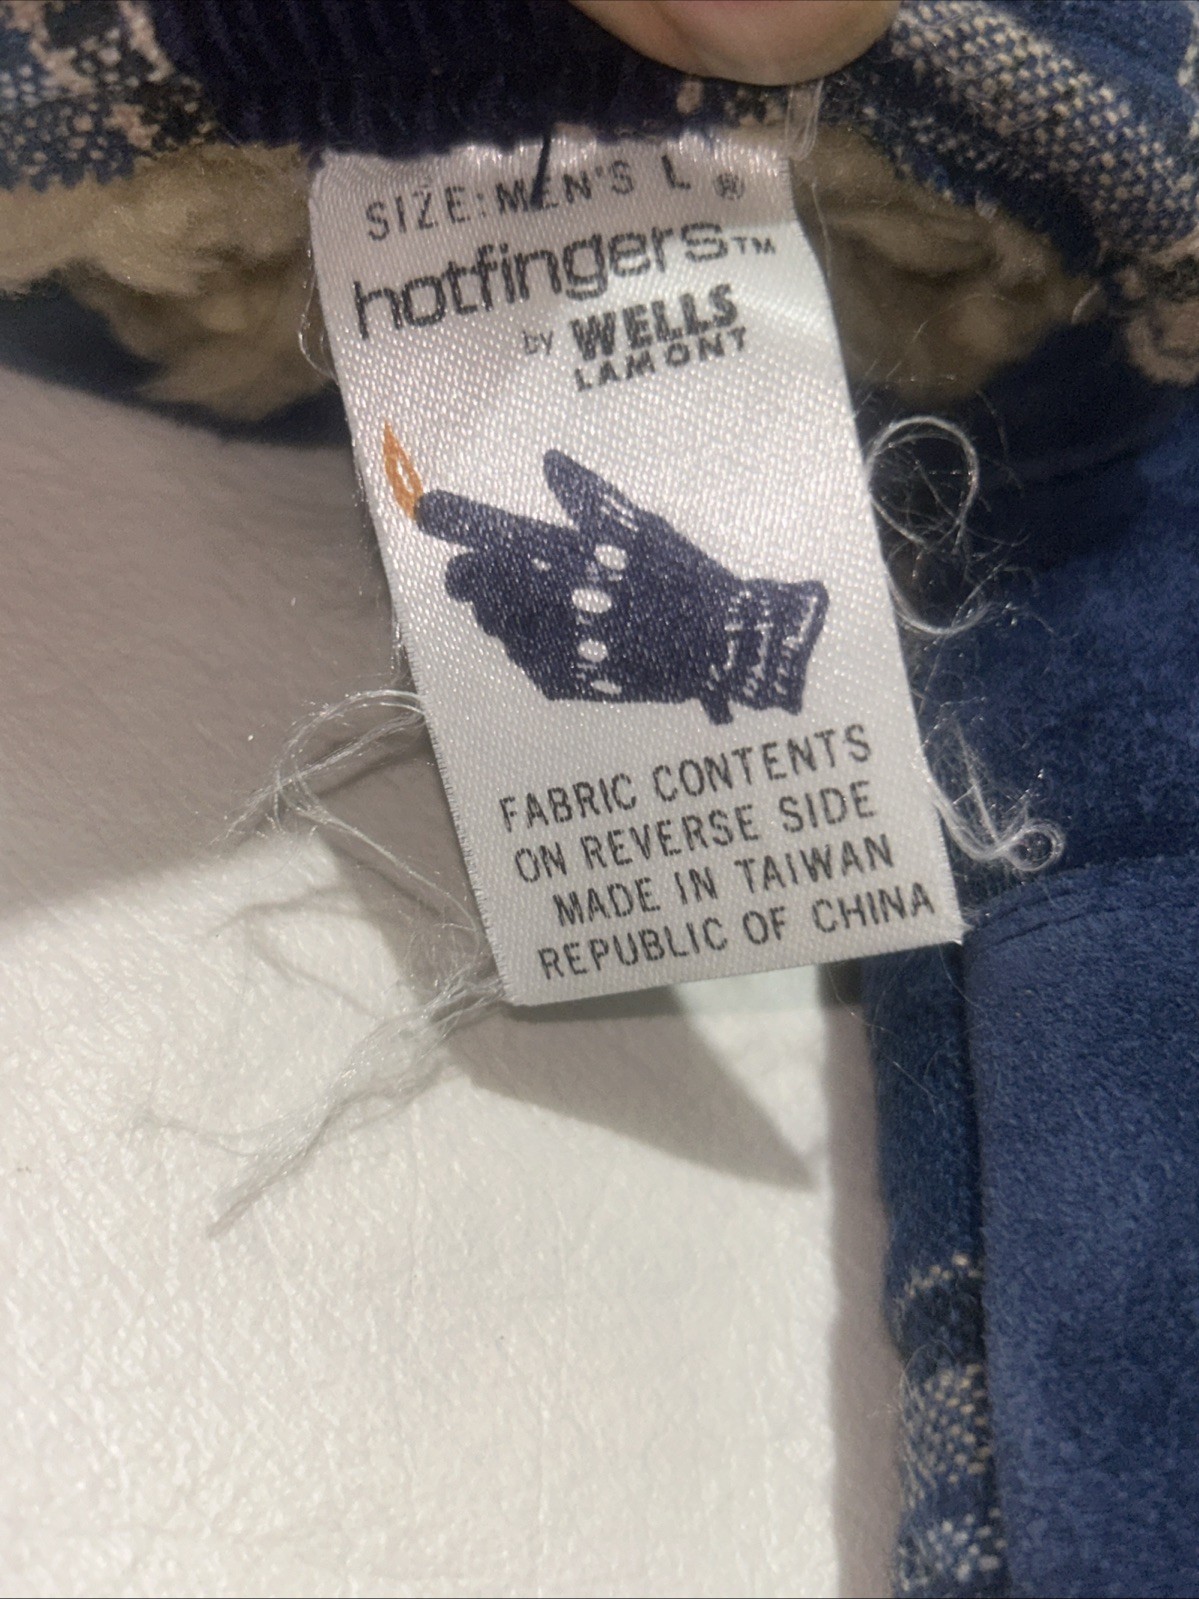 SIZE: MEN'S L ®
hotfingers™
by WELLS
LAMONT
FABRIC CONTENTS
ON REVERSE SIDE
MADE IN TAIWAN
REPUBLIC OF CHINA